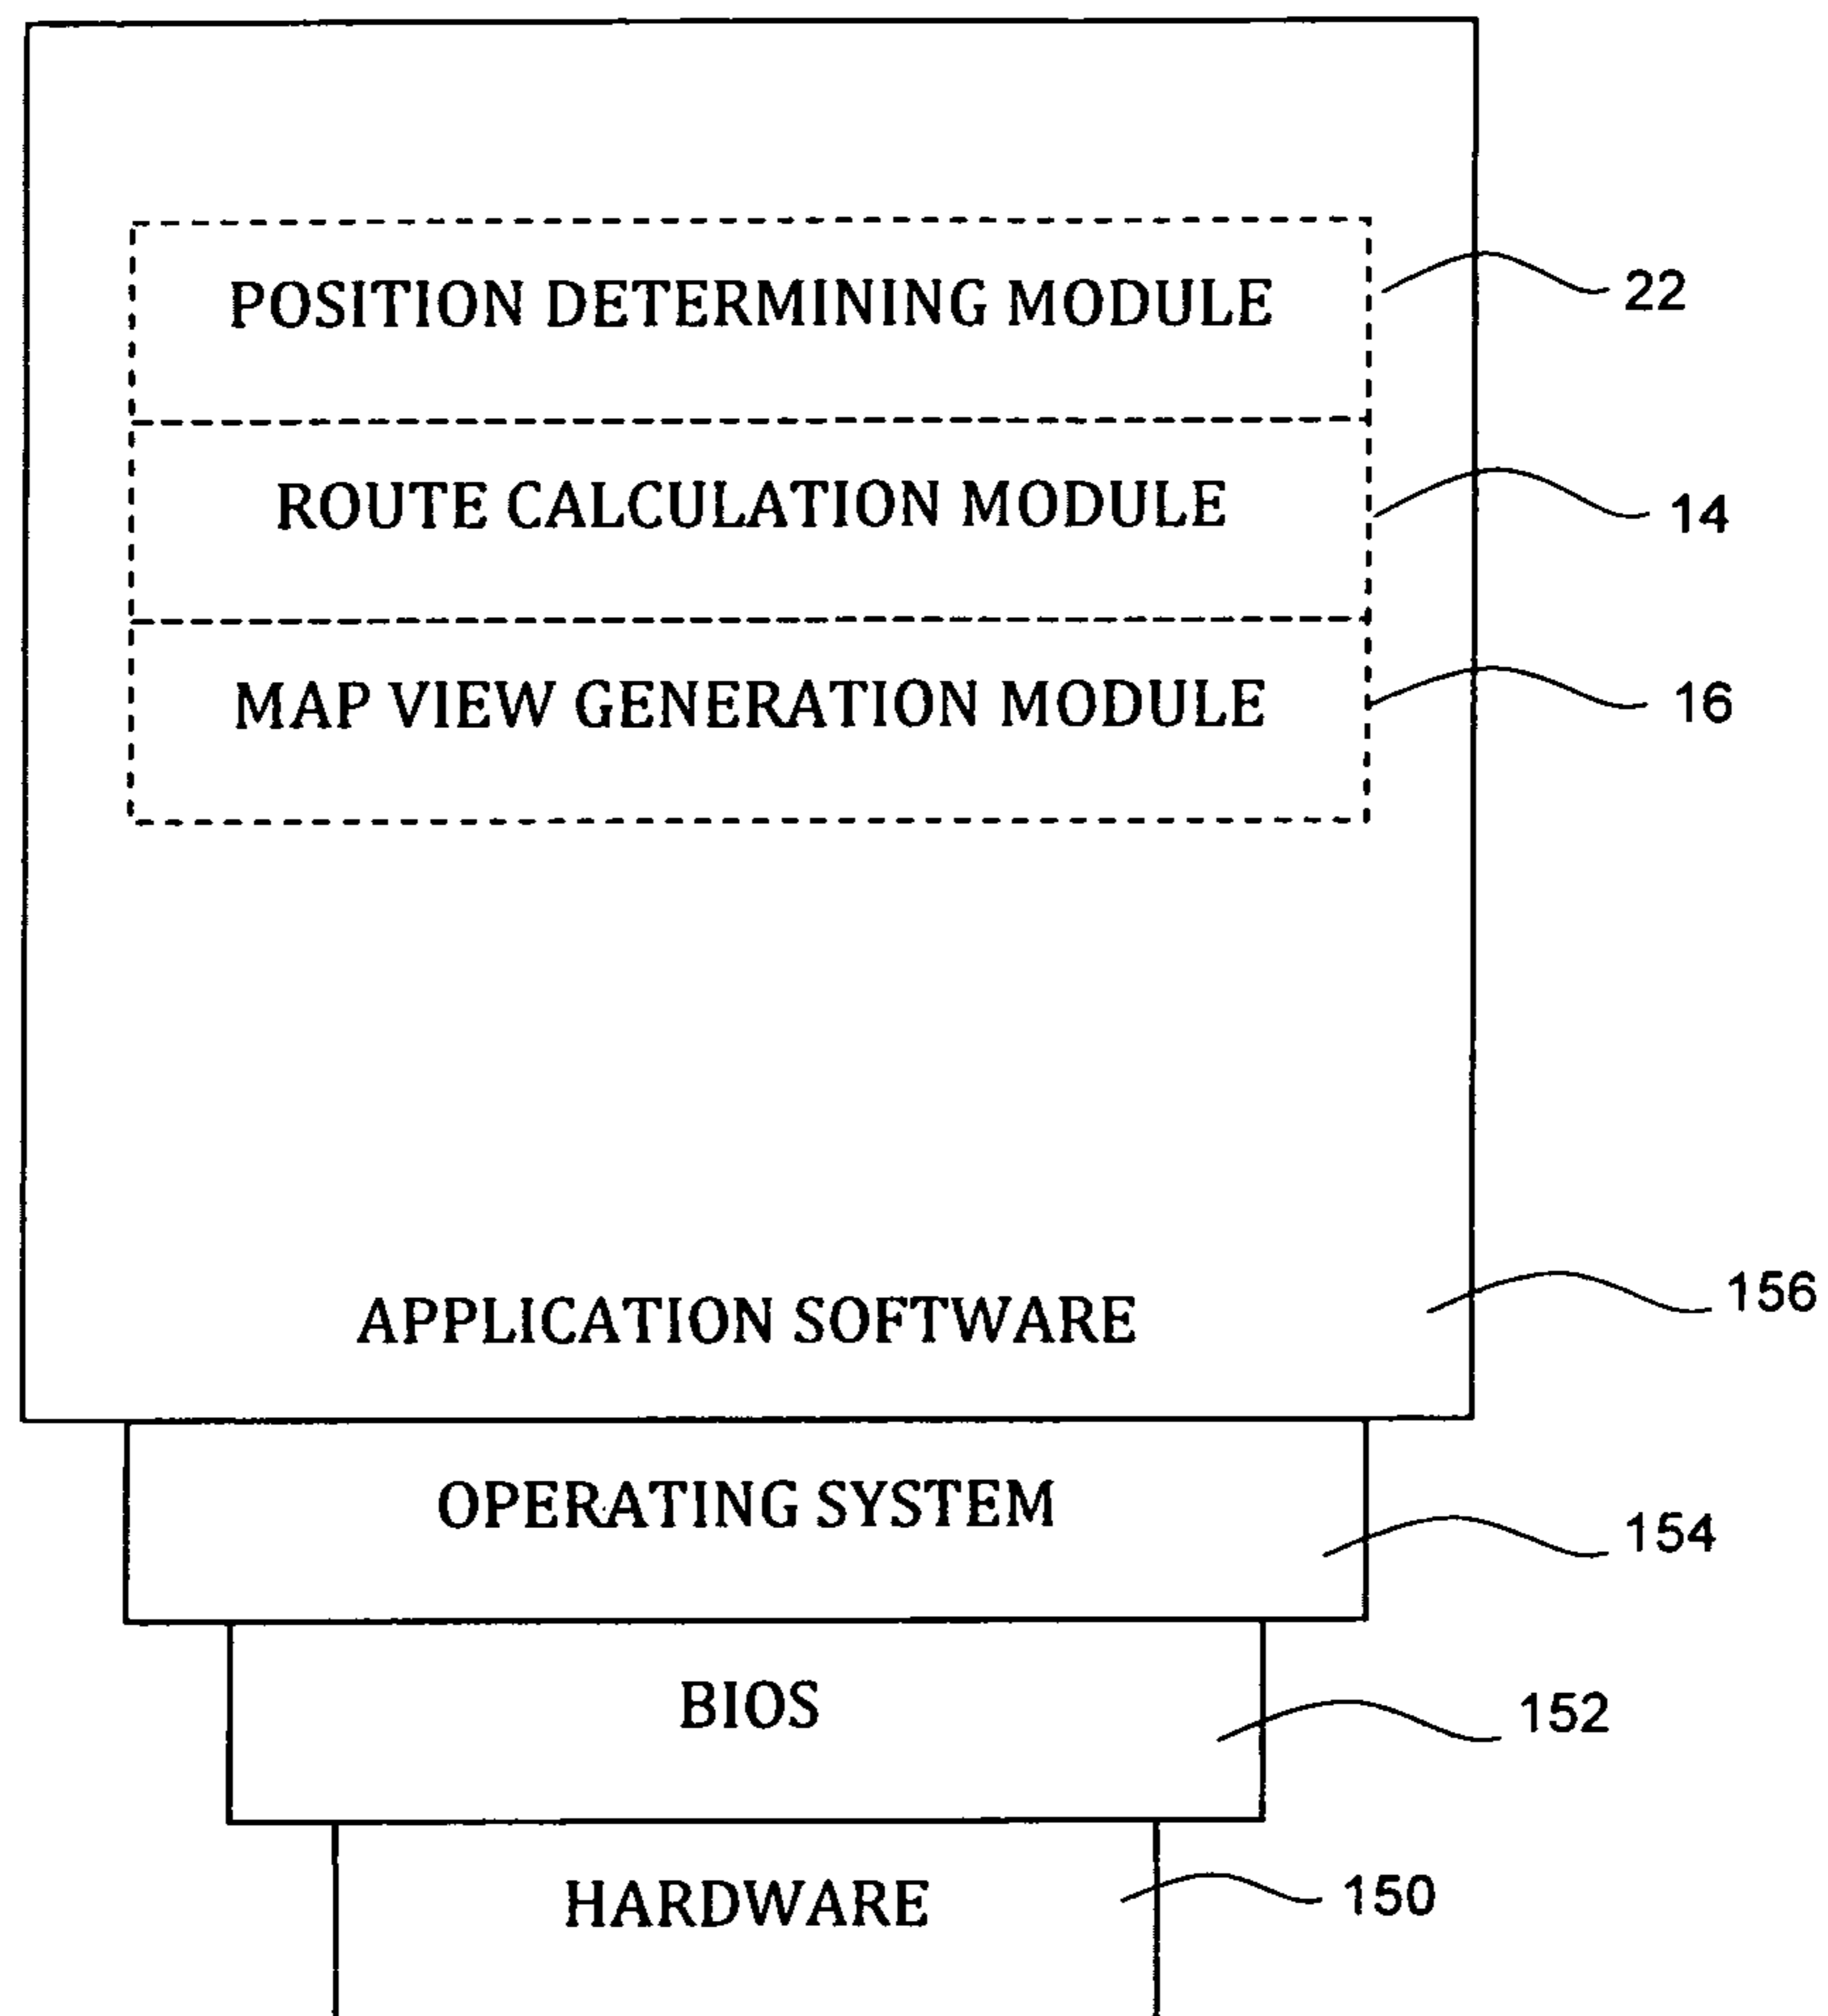 POSITION DETERMINING MODULE
22
ROUTE CALCULATION MODULE
14
MAP VIEW GENERATION MODULE
16
APPLICATION SOFTWARE
156
OPERATING SYSTEM
154
BIOS
152
HARDWARE
150